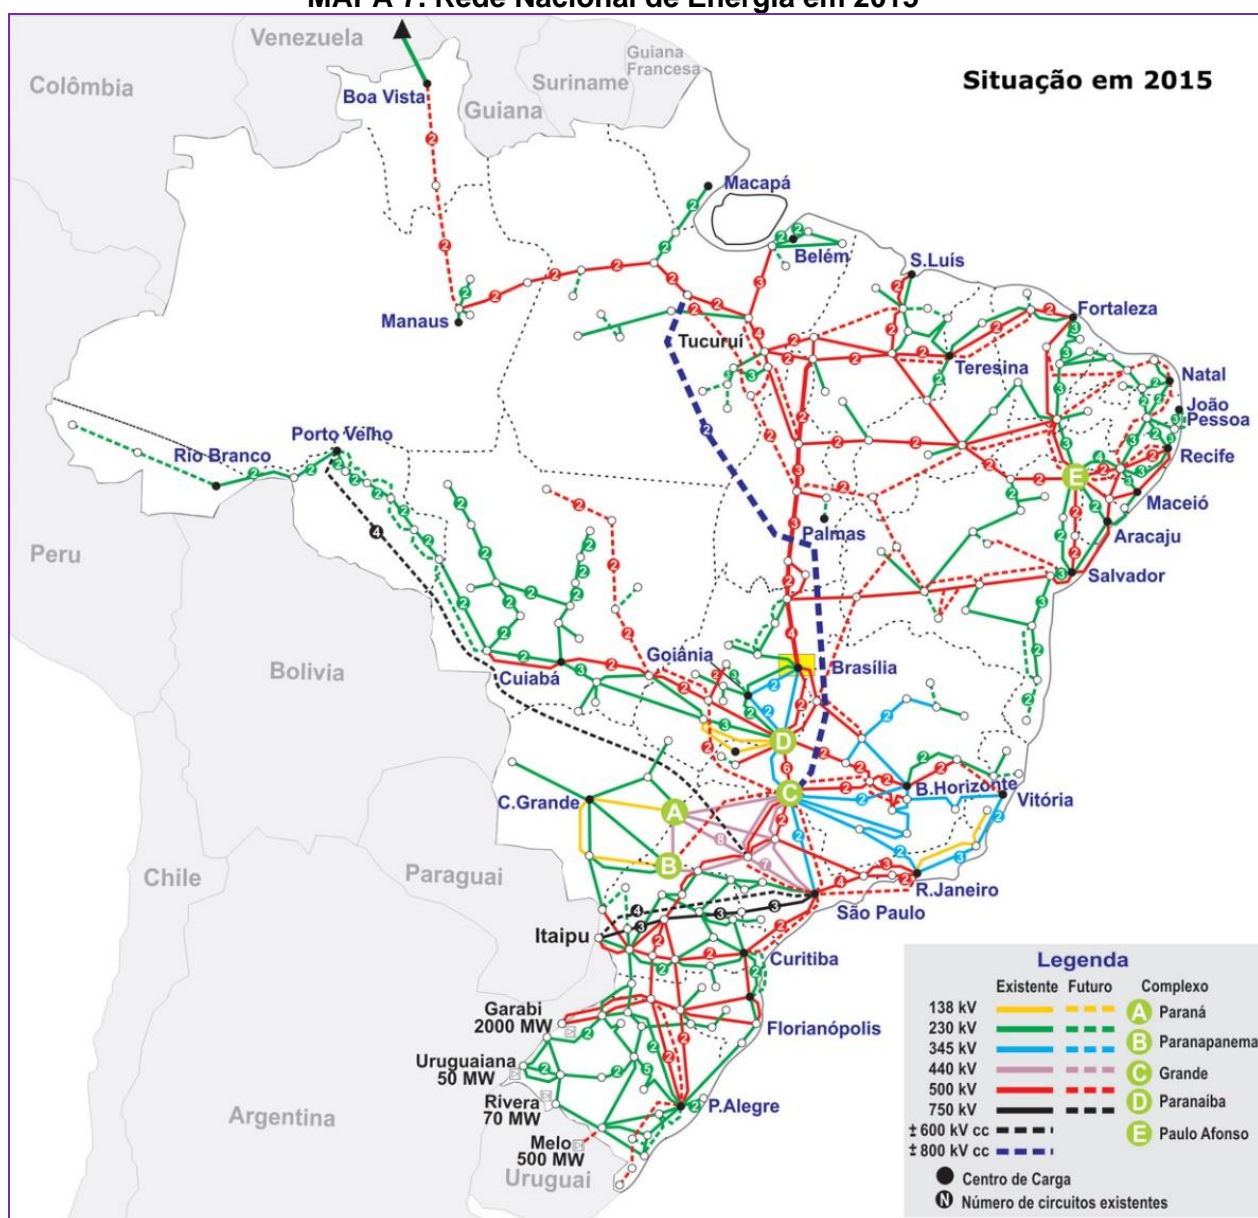 MAPA 7: Rede Nacional de Energia em 2015
Situação em 2015
Venezuela
Colômbia
Guiana
Francesa
Suriname
Guiana
Boa Vista
Macapá
Belém
S.Luís
Fortaleza
Manaus
Tucuruí
Teresina
Natal
João
Pessoa
Recife
Maceió
Aracaju
Salvador
Porto Velho
Rio Branco
Palmas
Peru
Bolivia
Cuiabá
Goiânia
Brasília
B.Horizonte
Vitória
C.Grande
R.Janeiro
São Paulo
Chile
Paraguai
Itaipu
Curitiba
Florianópolis
Garabi
2000 MW
Uruguaiana
50 MW
Rivera
70 MW
Melo
500 MW
P.Alegre
Argentina
Uruguai
A
B
C
D
E
Legenda
Existente Futuro Complexo
138 kV A Paraná
230 kV B Paranapanema
345 kV C Grande
440 kV
500 kV D Paranaíba
750 kV E Paulo Afonso
±600 kV cc
±800 kV cc
Centro de Carga
N Número de circuitos existentes